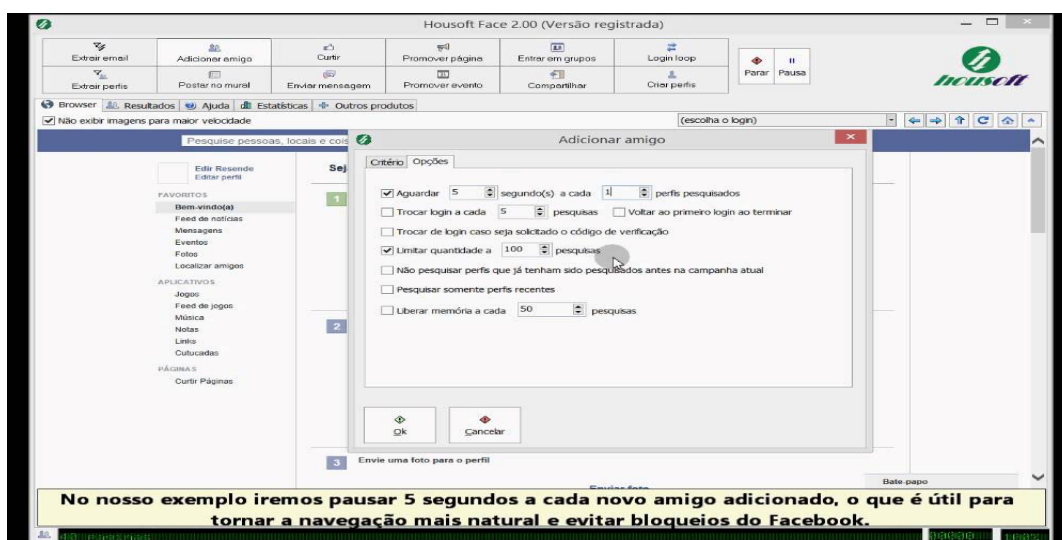 Housoft Face 2.00 (Versão registrada)
Extrair email
Adicionar amigo
Curtir
Promover página
Entrar em grupos
Login loop
Parar
Pausa
Extrair perfis
Postar no mural
Enviar mensagem
Promover evento
Compartilhar
Criar perfis
housoft
Browser Resultados Ajuda Estatísticas Outros produtos
Não exibir imagens para maior velocidade
(escolha o login)
Pesquise pessoas, locais e cois
Edir Resende
Editar perfil
Sej
FAVORITOS
Bem-vindo(a)
Feed de notícias
Mensagens
Eventos
Fotos
Localizar amigos
APLICATIVOS
Jogos
Feed de jogos
Música
Notas
Links
Cutucadas
PÁGINAS
Curtir Páginas
1
2
3
Adicionar amigo
Critério Opções
Aguardar 5 segundo(s) a cada 1 perfis pesquisados
Trocar login a cada 5 pesquisas Voltar ao primeiro login ao terminar
Trocar de login caso seja solicitado o código de verificação
Limitar quantidade a 100 pesquisas
Não pesquisar perfis que já tenham sido pesquisados antes na campanha atual
Pesquisar somente perfis recentes
Liberar memória a cada 50 pesquisas
Ok
Cancelar
Envie uma foto para o perfil
Bate-papo
No nosso exemplo iremos pausar 5 segundos a cada novo amigo adicionado, o que é útil para
tornar a navegação mais natural e evitar bloqueios do Facebook.